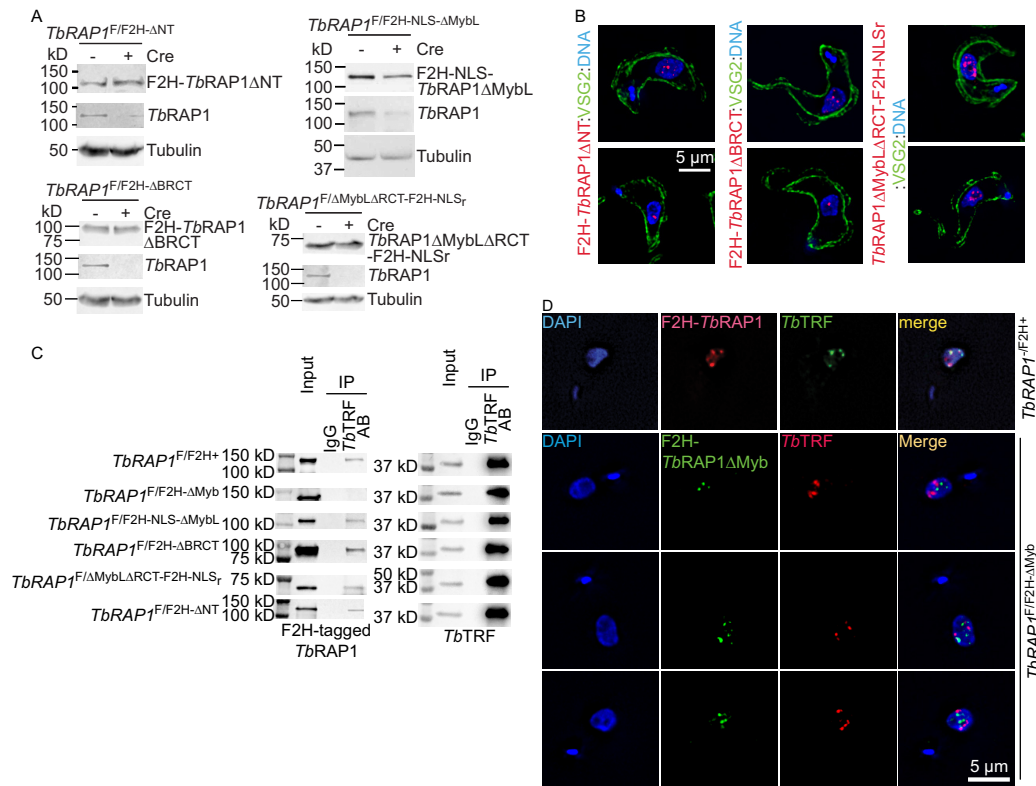 A
TbRAP1F/F2H-ΔNT
kD - + Cre
150
100
F2H-TbRAP1ΔNT
150
100
TbRAP1
50
Tubulin
TbRAP1F/F2H-NLS-ΔMybL
kD - + Cre
150
100
F2H-NLS-
TbRAP1ΔMybL
150
100
TbRAP1
50
37
Tubulin
TbRAP1F/F2H-ΔBRCT
kD - + Cre
100
75
F2H-TbRAP1
ΔBRCT
150
100
TbRAP1
50
Tubulin
TbRAP1F/ΔMybLΔRCT-F2H-NLSr
kD - + Cre
75
TbRAP1ΔMybLΔRCT
-F2H-NLSr
150
100
TbRAP1
50
Tubulin
B
F2H-TbRAP1ΔNT:VSG2:DNA
F2H-TbRAP1ΔBRCT:VSG2:DNA
TbRAP1ΔMybLΔRCT-F2H-NLSr
:VSG2:DNA
5 µm
C
Input
IP
IgG
TbTRF
AB
Input
IP
IgG
TbTRF
AB
TbRAP1F/F2H+ 150 kD
100 kD
37 kD
TbRAP1F/F2H-ΔMyb 150 kD
37 kD
TbRAP1F/F2H-NLS-ΔMybL 100 kD
37 kD
TbRAP1F/F2H-ΔBRCT 100 kD
75 kD
37 kD
TbRAP1F/ΔMybLΔRCT-F2H-NLSr 75 kD
50 kD
37 kD
TbRAP1F/F2H-ΔNT 150 kD
100 kD
37 kD
F2H-tagged
TbRAP1
TbTRF
D
DAPI F2H-TbRAP1 TbTRF merge
TbRAP1-/F2H+
DAPI F2H-
TbRAP1ΔMyb TbTRF Merge
TbRAP1F/F2H-ΔMyb
5 µm